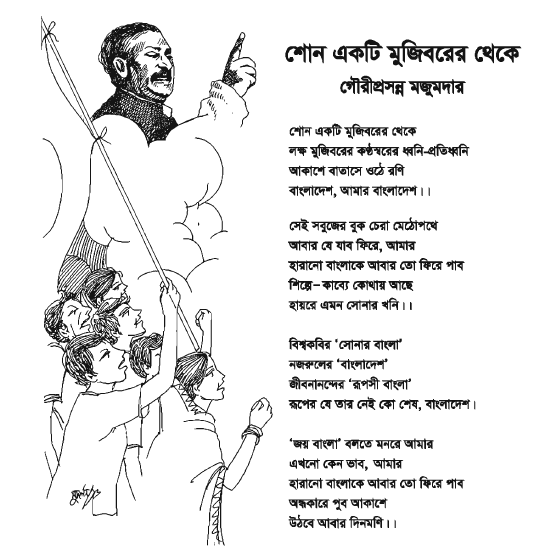 শোন একটি মুজিবরের থেকে
গৌরীপ্রসন্ন মজুমদার
শোন একটি মুজিবরের থেকে
লক্ষ মুজিবরের কণ্ঠস্বরের ধ্বনি-প্রতিধ্বনি
আকাশে বাতাসে ওঠে রণি
বাংলাদেশ, আমার বাংলাদেশ।।
সেই সবুজের বুক চেরা মেঠোপথে
আবার যে যাব ফিরে, আমার
হারানো বাংলাকে আবার তো ফিরে পাব
শিল্পে-কাব্যে কোথায় আছে
হায়রে এমন সোনার খনি।।
বিশ্বকবির ‘সোনার বাংলা’
নজরুলের ‘বাংলাদেশ’
জীবনানন্দের ‘রূপসী বাংলা’
রূপের যে তার নেই কো শেষ, বাংলাদেশ।
‘জয় বাংলা’ বলতে মনরে আমার
এখনো কেন ভাব, আমার
হারানো বাংলাকে আবার তো ফিরে পাব
অন্ধকারে পুব আকাশে
উঠবে আবার দিনমণি।।